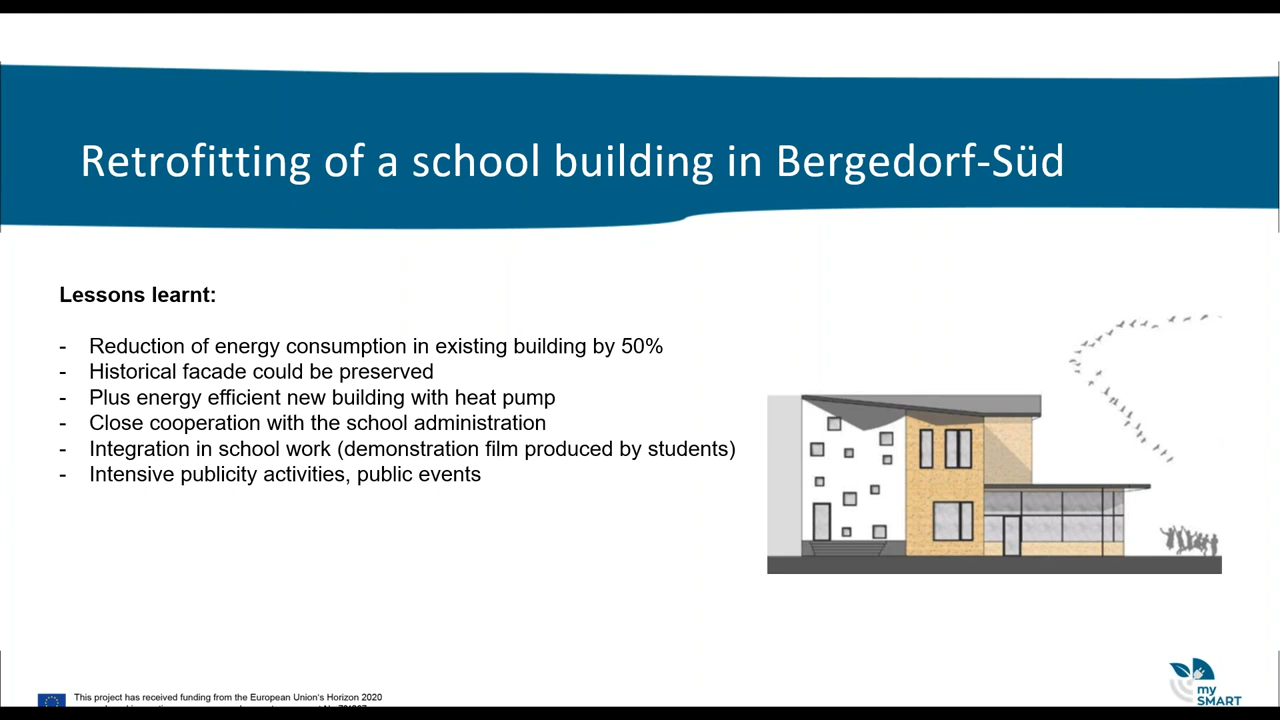 Retrofitting of a school building in Bergedorf-Süd
Lessons learnt:
- Reduction of energy consumption in existing building by 50%
- Historical facade could be preserved
- Plus energy efficient new building with heat pump
- Close cooperation with the school administration
- Integration in school work (demonstration film produced by students)
- Intensive publicity activities, public events
This project has received funding from the European Union's Horizon 2020
my
SMART